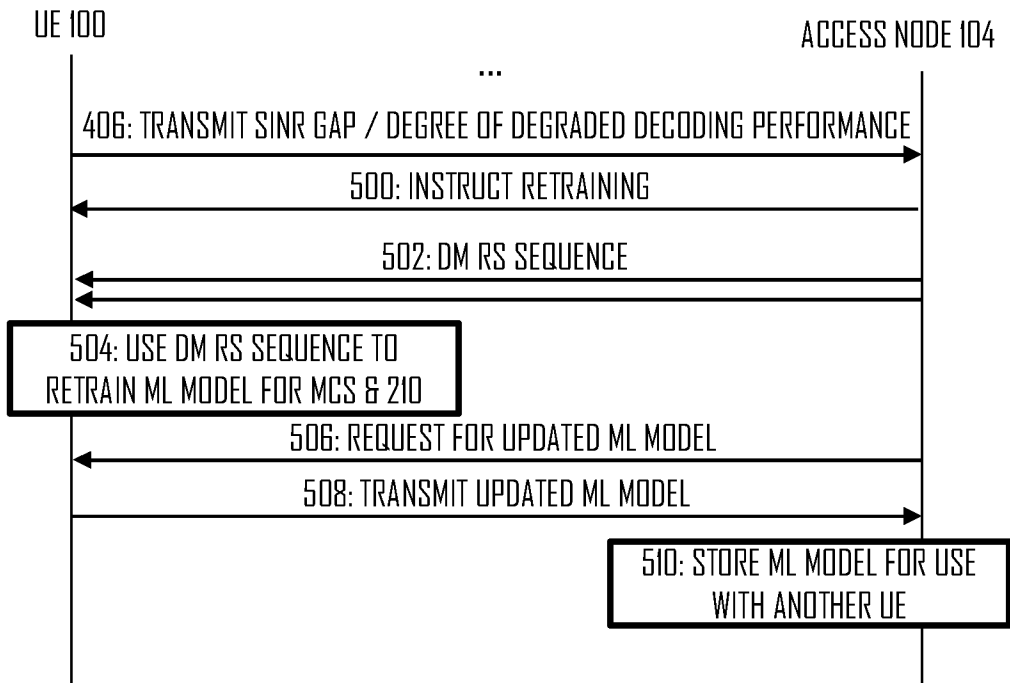 UE 100
ACCESS NODE 104
...
406: TRANSMIT SINR GAP / DEGREE OF DEGRADED DECODING PERFORMANCE
500: INSTRUCT RETRAINING
502: DM RS SEQUENCE
504: USE DM RS SEQUENCE TO
RETRAIN ML MODEL FOR MCS & 210
506: REQUEST FOR UPDATED ML MODEL
508: TRANSMIT UPDATED ML MODEL
510: STORE ML MODEL FOR USE
WITH ANOTHER UE